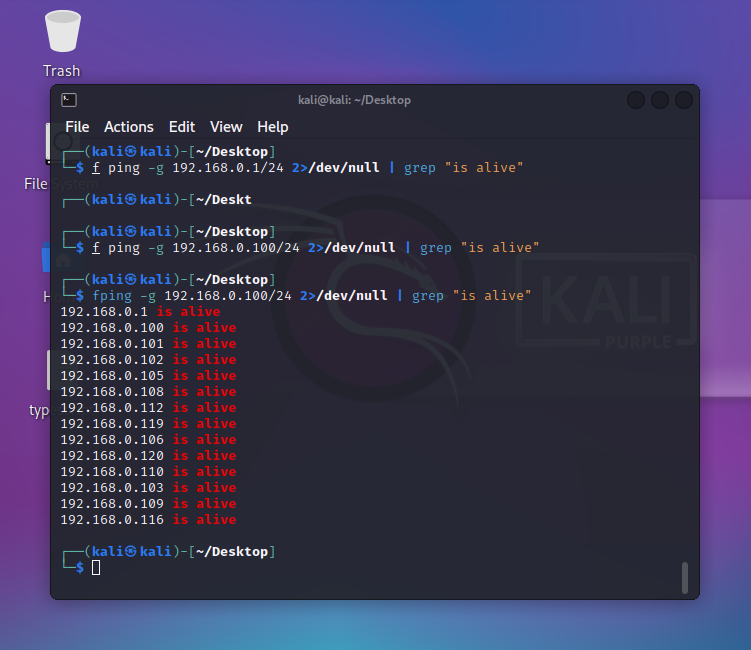 Trash
kali@kali: ~/Desktop
File Actions Edit View Help
┌──(kali㉿kali)-[~/Desktop]
└─$ f ping -g 192.168.0.1/24 2>/dev/null | grep "is alive"
File System
┌──(kali㉿kali)-[~/Deskt
┌──(kali㉿kali)-[~/Desktop]
└─$ f ping -g 192.168.0.100/24 2>/dev/null | grep "is alive"
┌──(kali㉿kali)-[~/Desktop]
└─$ fping -g 192.168.0.100/24 2>/dev/null | grep "is alive"
KALI
PURPLE
192.168.0.1 is alive
192.168.0.100 is alive
192.168.0.101 is alive
192.168.0.102 is alive
192.168.0.105 is alive
192.168.0.108 is alive
192.168.0.112 is alive
192.168.0.119 is alive
192.168.0.106 is alive
192.168.0.120 is alive
192.168.0.110 is alive
192.168.0.103 is alive
192.168.0.109 is alive
192.168.0.116 is alive
┌──(kali㉿kali)-[~/Desktop]
└─$